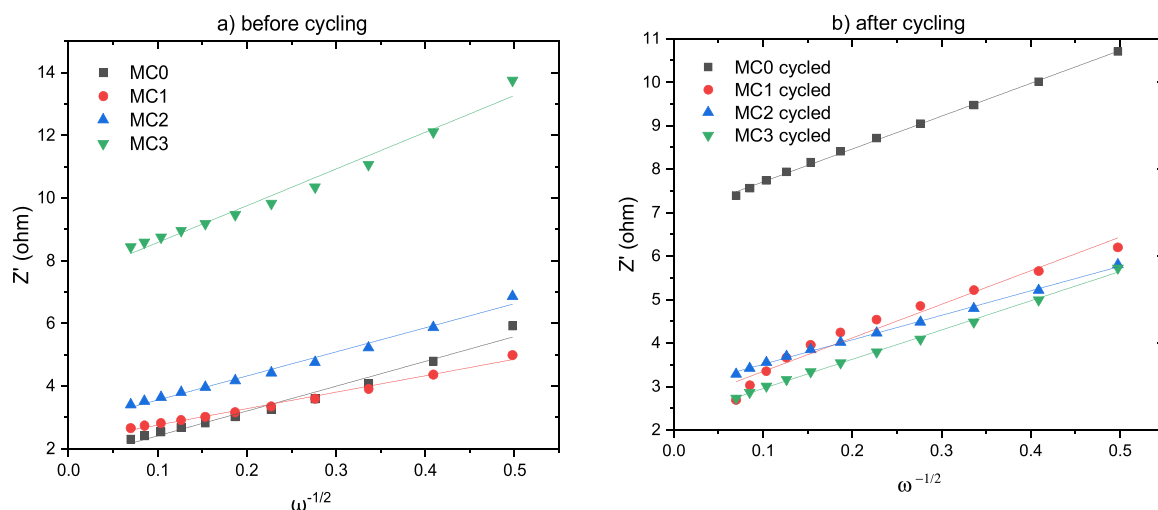 a) before cycling
14
12
10
8
6
4
2
0.0 0.1 0.2 0.3 0.4 0.5
Z' (ohm)
ω-1/2
MC0
MC1
MC2
MC3
b) after cycling
11
10
9
8
7
6
5
4
3
2
0.0 0.1 0.2 0.3 0.4 0.5
Z' (ohm)
ω−1/2
MC0 cycled
MC1 cycled
MC2 cycled
MC3 cycled